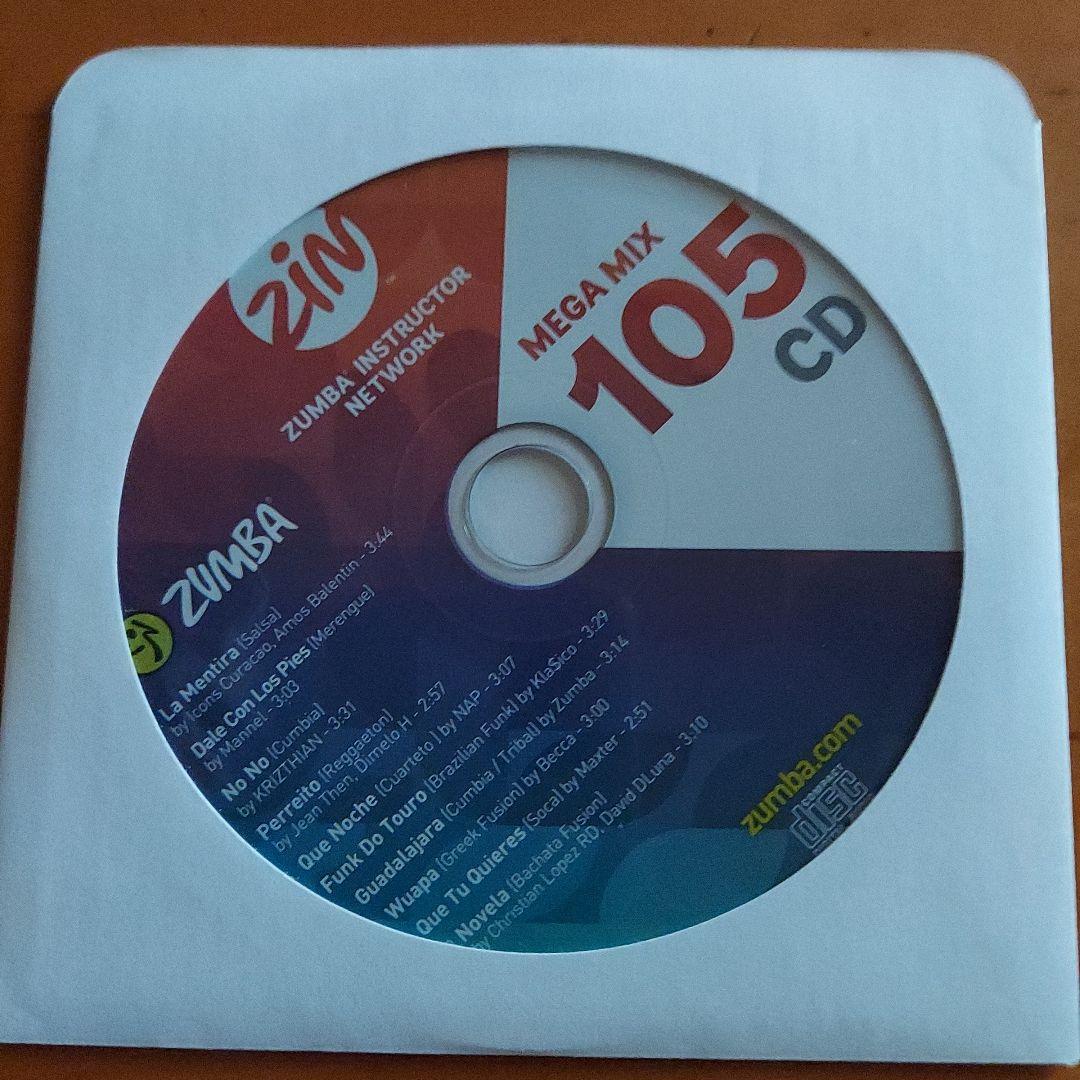 ZiN™
ZUMBA® INSTRUCTOR
NETWORK
MEGA MIX
105
CD
ZUMBA®
La Mentira (Salsa)
by Icons Curacao, Amos Balentin - 3:44
Dale Con Los Pies (Merengue)
by Mannel - 3:03
No No (Cumbia)
by KRIZTHIAN - 3:31
Perreito (Reggaeton)
by Jean Then, Dirmelo H - 2:57
Que Noche (Cuarteto ) by NAP - 3:07
Funk Do Touro (Brazilian Funk) by KlaSico - 3:29
Guadalajara (Cumbia / Tribal) by Zumba - 3:14
Wuapa (Greek Fusion) by Becca - 3:00
Que Tu Quieres (Soca) by Maxter - 2:51
Novela (Bachata Fusion)
by Christian Lopez RD, David DLuna - 3:10
zumba.com
COMPACT
disc